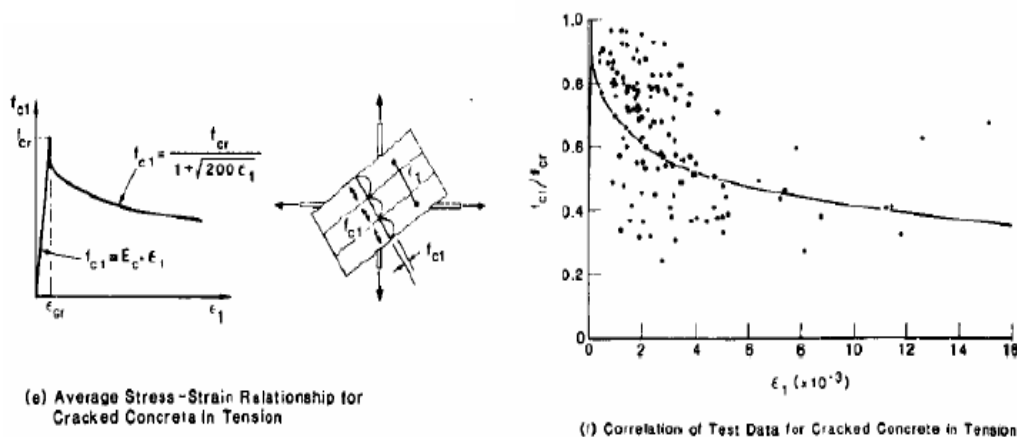 f_c1
f_cr
f_c1 = f_cr / 1+√200 ε_1
f_c1 = E_c · ε_1
ε_cr
ε_1
f_c1
f_c1
(e) Average Stress-Strain Relationship for
Cracked Concrete in Tension
1.0
0.8
0.6
0.4
0.2
0
f_c1/f_cr
0 2 4 6 8 10 12 14 16
ε_1 (×10⁻³)
(f) Correlation of Test Data for Cracked Concrete in Tension